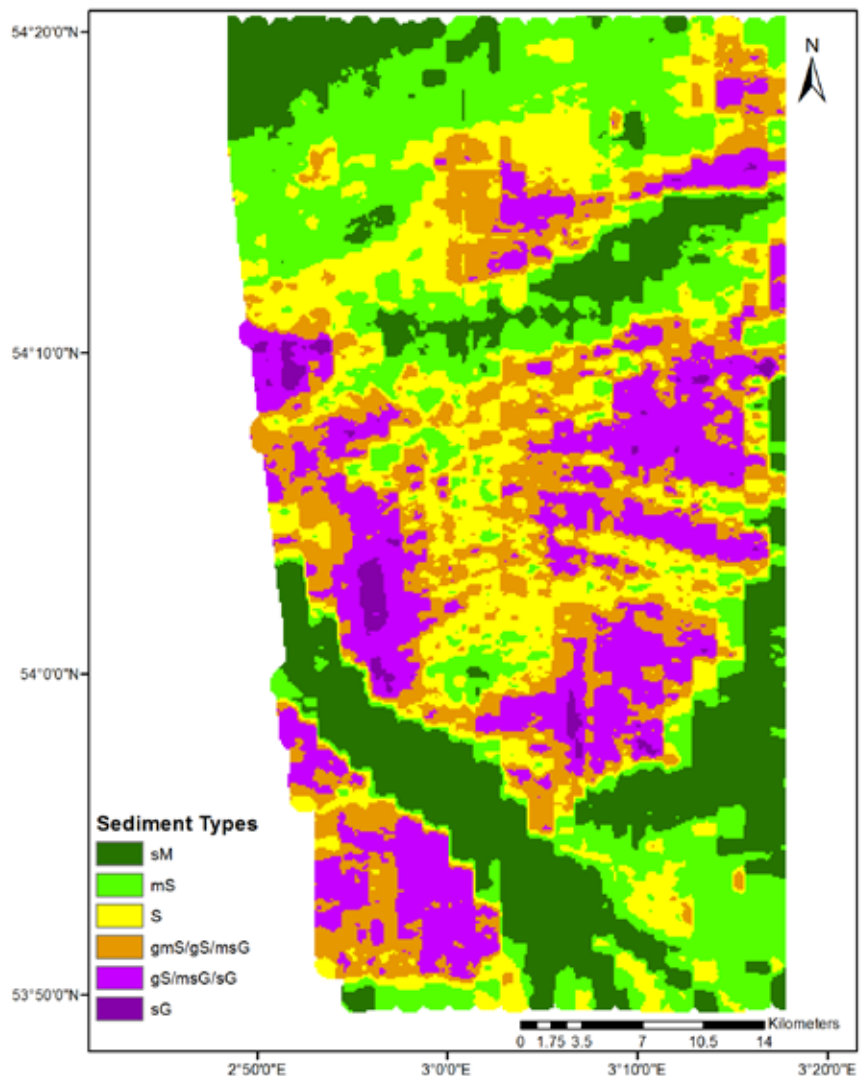 54°20'0"N
N
54°10'0"N
54°0'0"N
Sediment Types
sM
mS
S
gmS/gS/msG
gS/msG/sG
sG
53°50'0"N
Kilometers
0 1.75 3.5 7 10.5 14
2°50'0"E 3°0'0"E 3°10'0"E 3°20'0"E